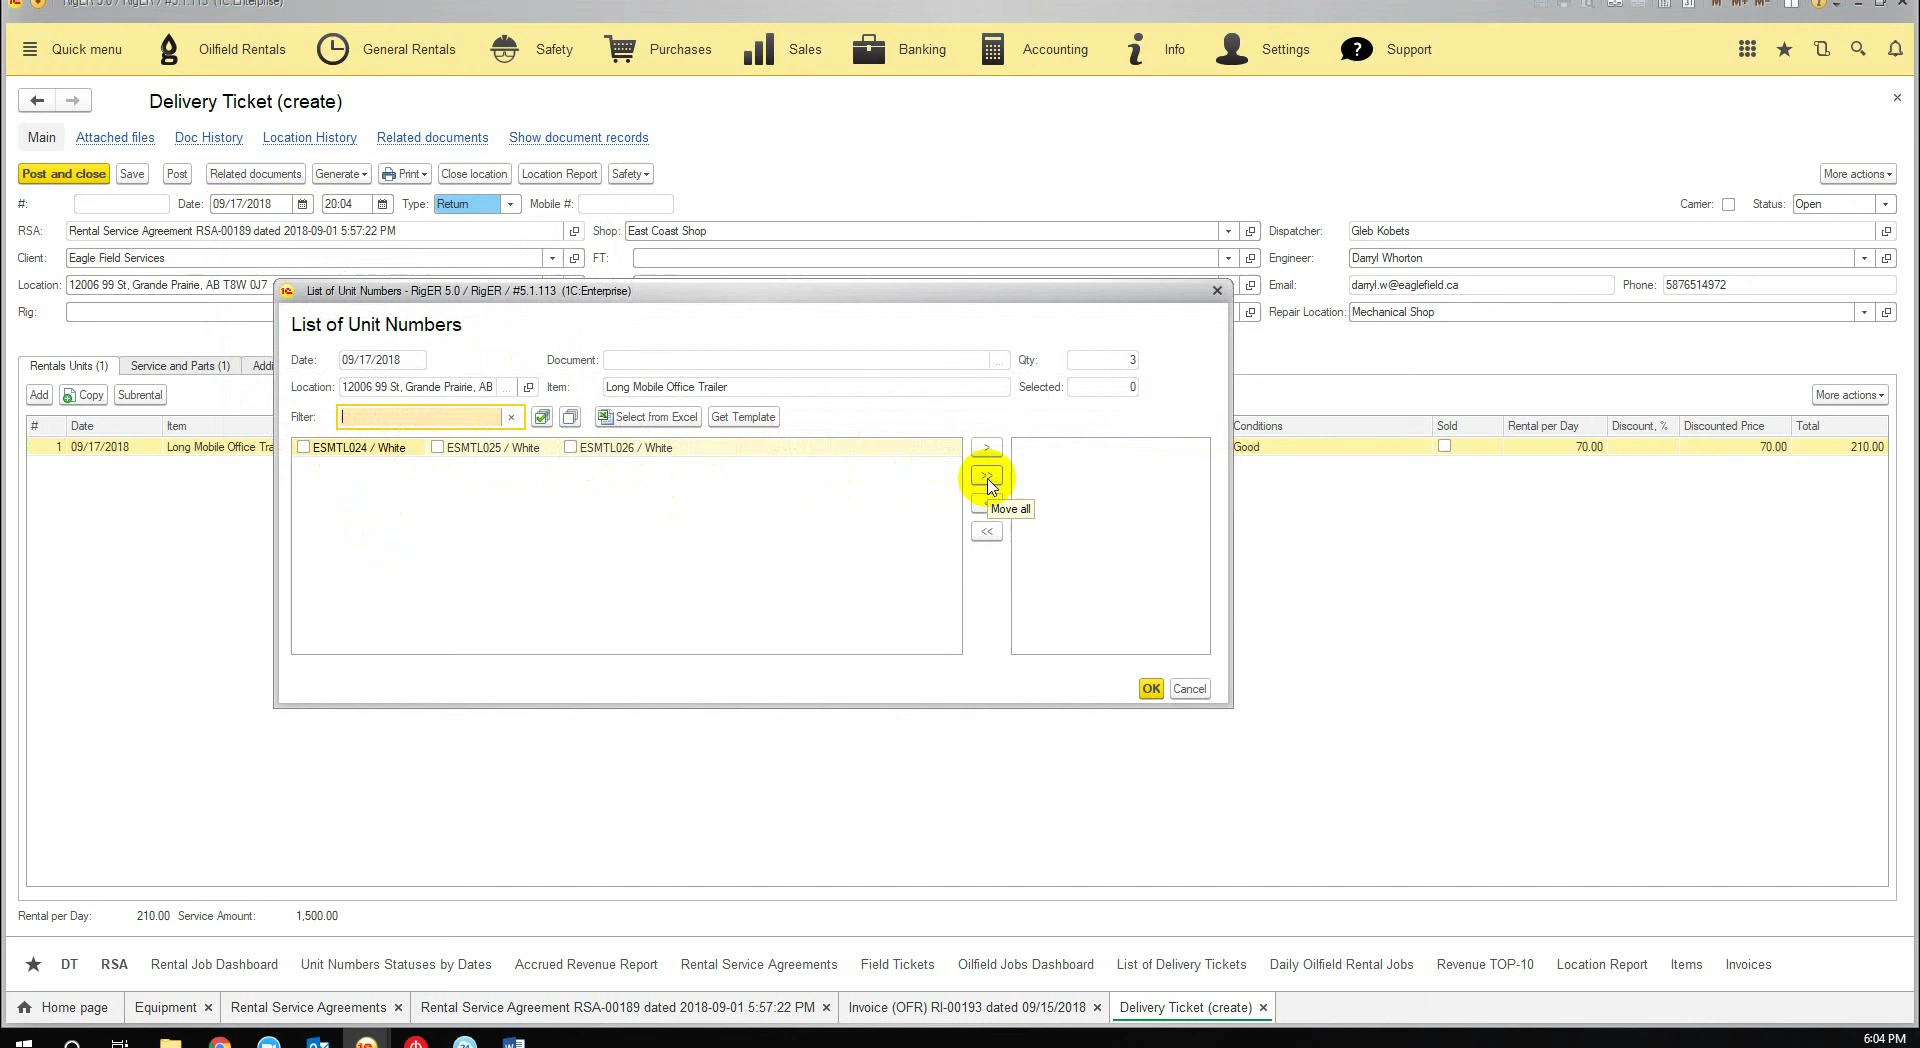 RigER 5.0 / RigER / #5.1.113 (1C:Enterprise)
Quick menu Oilfield Rentals General Rentals Safety Purchases Sales Banking Accounting Info Settings ? Support
Delivery Ticket (create)
Main Attached files Doc History Location History Related documents Show document records
Post and close Save Post Related documents Generate Print Close location Location Report Safety More actions
#: Date: 09/17/2018 20:04 Type: Return Mobile #: Carrier: Status: Open
RSA: Rental Service Agreement RSA-00189 dated 2018-09-01 5:57:22 PM Shop: East Coast Shop Dispatcher: Gleb Kobets
Client: Eagle Field Services FT: Engineer: Darryl Whorton
Location: 12006 99 St, Grande Prairie, AB T8W 0J7 Email: darryl.w@eaglefield.ca Phone: 5876514972
Rig: Repair Location: Mechanical Shop
List of Unit Numbers - RigER 5.0 / RigER / #5.1.113 (1C:Enterprise)
List of Unit Numbers
Date: 09/17/2018 Document: Qty: 3
Location: 12006 99 St, Grande Prairie, AB Item: Long Mobile Office Trailer Selected: 0
Filter: Select from Excel Get Template
ESMTL024 / White ESMTL025 / White ESMTL026 / White >
>>
Move all
<<
OK Cancel
Rentals Units (1) Service and Parts (1) Addi
Add Copy Subrental More actions
# Date Item Conditions Sold Rental per Day Discount, % Discounted Price Total
1 09/17/2018 Long Mobile Office Tra Good 70.00 70.00 210.00
Rental per Day: 210.00 Service Amount: 1,500.00
DT RSA Rental Job Dashboard Unit Numbers Statuses by Dates Accrued Revenue Report Rental Service Agreements Field Tickets Oilfield Jobs Dashboard List of Delivery Tickets Daily Oilfield Rental Jobs Revenue TOP-10 Location Report Items Invoices
Home page Equipment Rental Service Agreements Rental Service Agreement RSA-00189 dated 2018-09-01 5:57:22 PM Invoice (OFR) RI-00193 dated 09/15/2018 Delivery Ticket (create)
6:04 PM